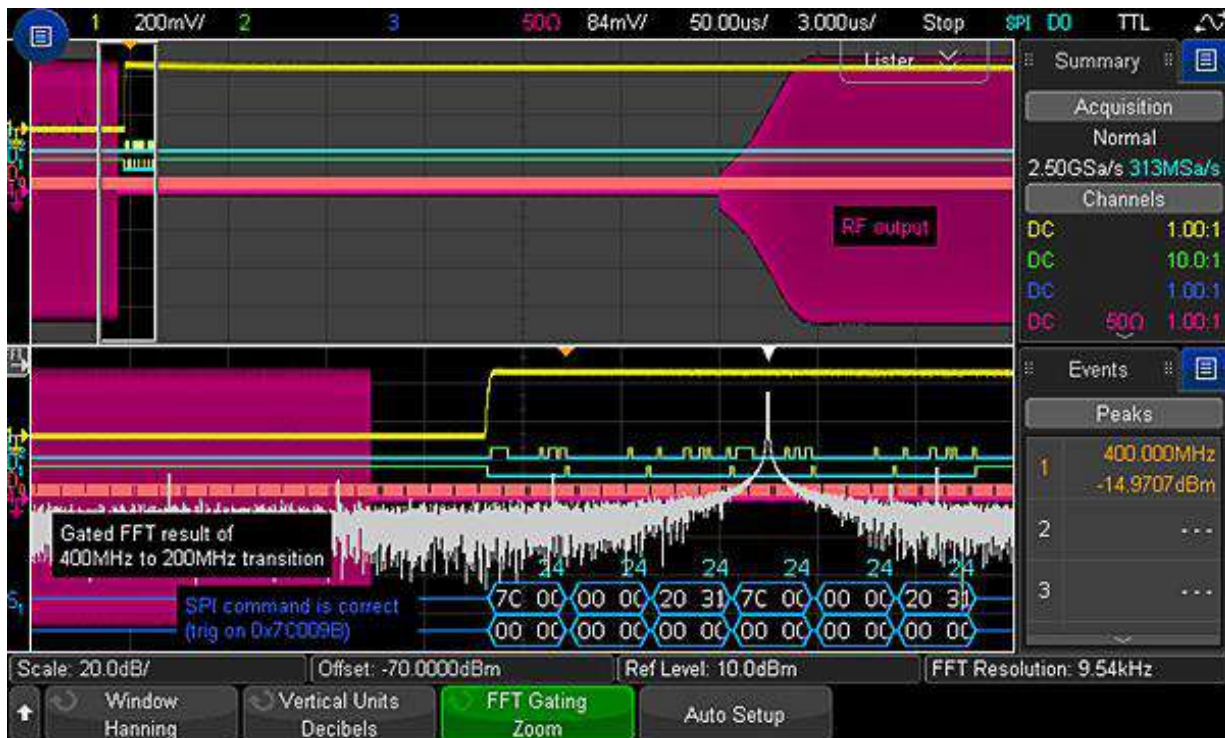 1 200mV/ 2 3 50Ω 84mV/ 50.00us/ 3.000us/ Stop SPI D0 TTL
Lister
RF output
Summary
Acquisition
Normal
2.50GSa/s 313MSa/s
Channels
DC 1.00:1
DC 10.0:1
DC 1.00:1
DC 50Ω 1.00:1
Events
Peaks
1 400.000MHz
-14.9707dBm
2 ---
3 ---
Gated FFT result of
400MHz to 200MHz transition
24 24 24 24 24 24
S1 7C 00 00 00 20 31 7C 00 00 00 20 31
SPI command is correct
(trig on 0x7C009B)
00 00 00 00 00 00 00 00 00 00 00 00
Scale: 20.0dB/ Offset: -70.0000dBm Ref Level: 10.0dBm FFT Resolution: 9.54kHz
Window Vertical Units FFT Gating Auto Setup
Hanning Decibels Zoom